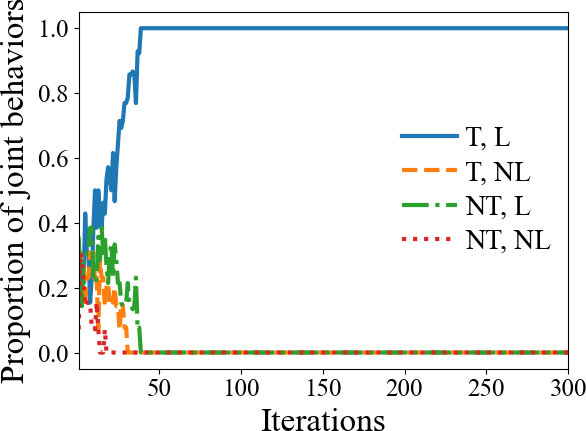 Proportion of joint behaviors
1.0
0.8
0.6
0.4
0.2
0.0
T, L
T, NL
NT, L
NT, NL
50
100
150
200
250
300
Iterations